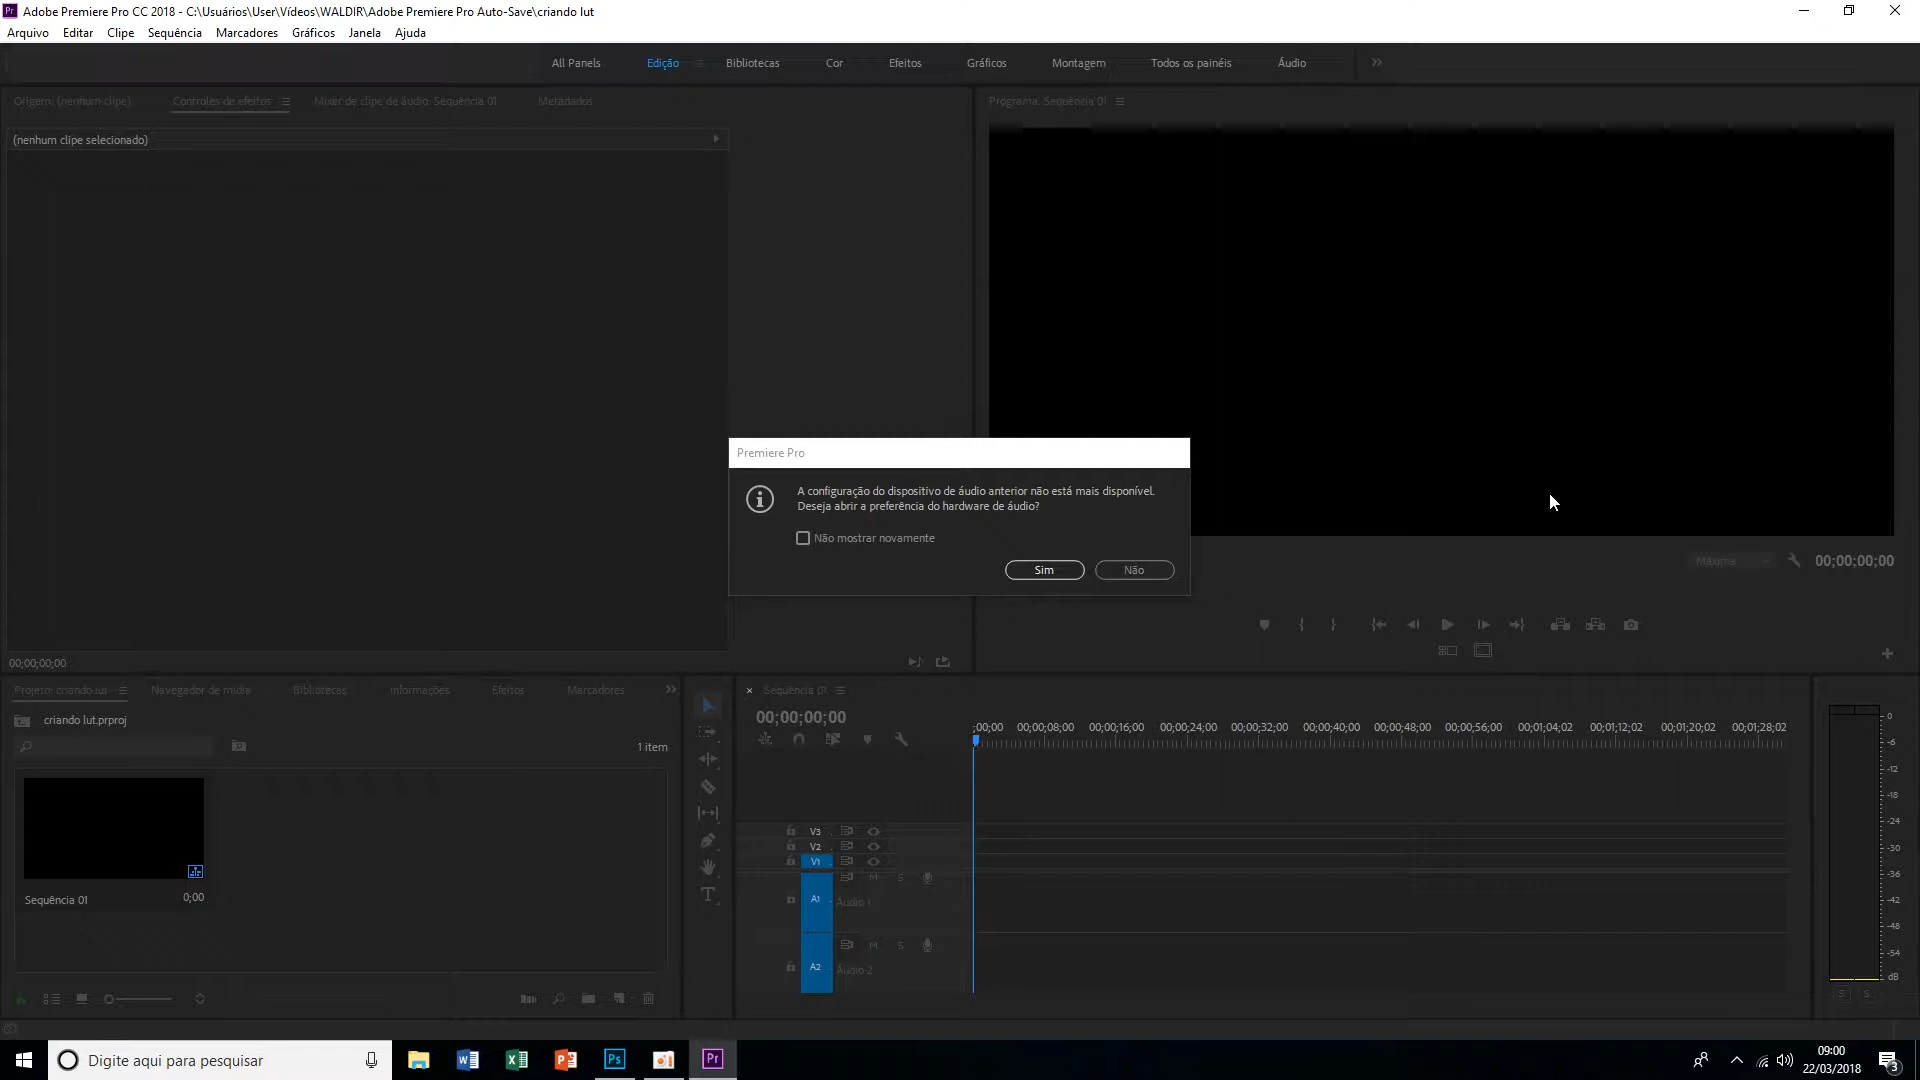 Adobe Premiere Pro CC 2018 - C:\Usuários\User\Vídeos\WALDIR\Adobe Premiere Pro Auto-Save\criando lut
Arquivo Editar Clipe Sequência Marcadores Gráficos Janela Ajuda
All Panels Edição Bibliotecas Cor Efeitos Gráficos Montagem Todos os painéis Áudio
Origem: (nenhum clipe) Controles de efeitos Mixer de clipe de áudio: Sequência 01 Metadados
Programa: Sequência 01
(nenhum clipe selecionado)
Premiere Pro
A configuração do dispositivo de áudio anterior não está mais disponível.
Deseja abrir a preferência do hardware de áudio?
Não mostrar novamente
Sim Não
Máxima 00;00;00;00
00;00;00;00
Projeto: criando lut Navegador de mídia Bibliotecas Informações Efeitos Marcadores
criando lut.prproj
1 item
Sequência 01 0;00
Sequência 01
00;00;00;00
;00;00 00;00;08;00 00;00;16;00 00;00;24;00 00;00;32;00 00;00;40;00 00;00;48;00 00;00;56;00 00;01;04;02 00;01;12;02 00;01;20;02 00;01;28;02
V3
V2
V1
M S
A1 Áudio 1
M S
A2 Áudio 2
0
-6
-12
-18
-24
-30
-36
-42
-48
-54
dB
S S
Digite aqui para pesquisar
Ps
Pr
09:00
22/03/2018
3